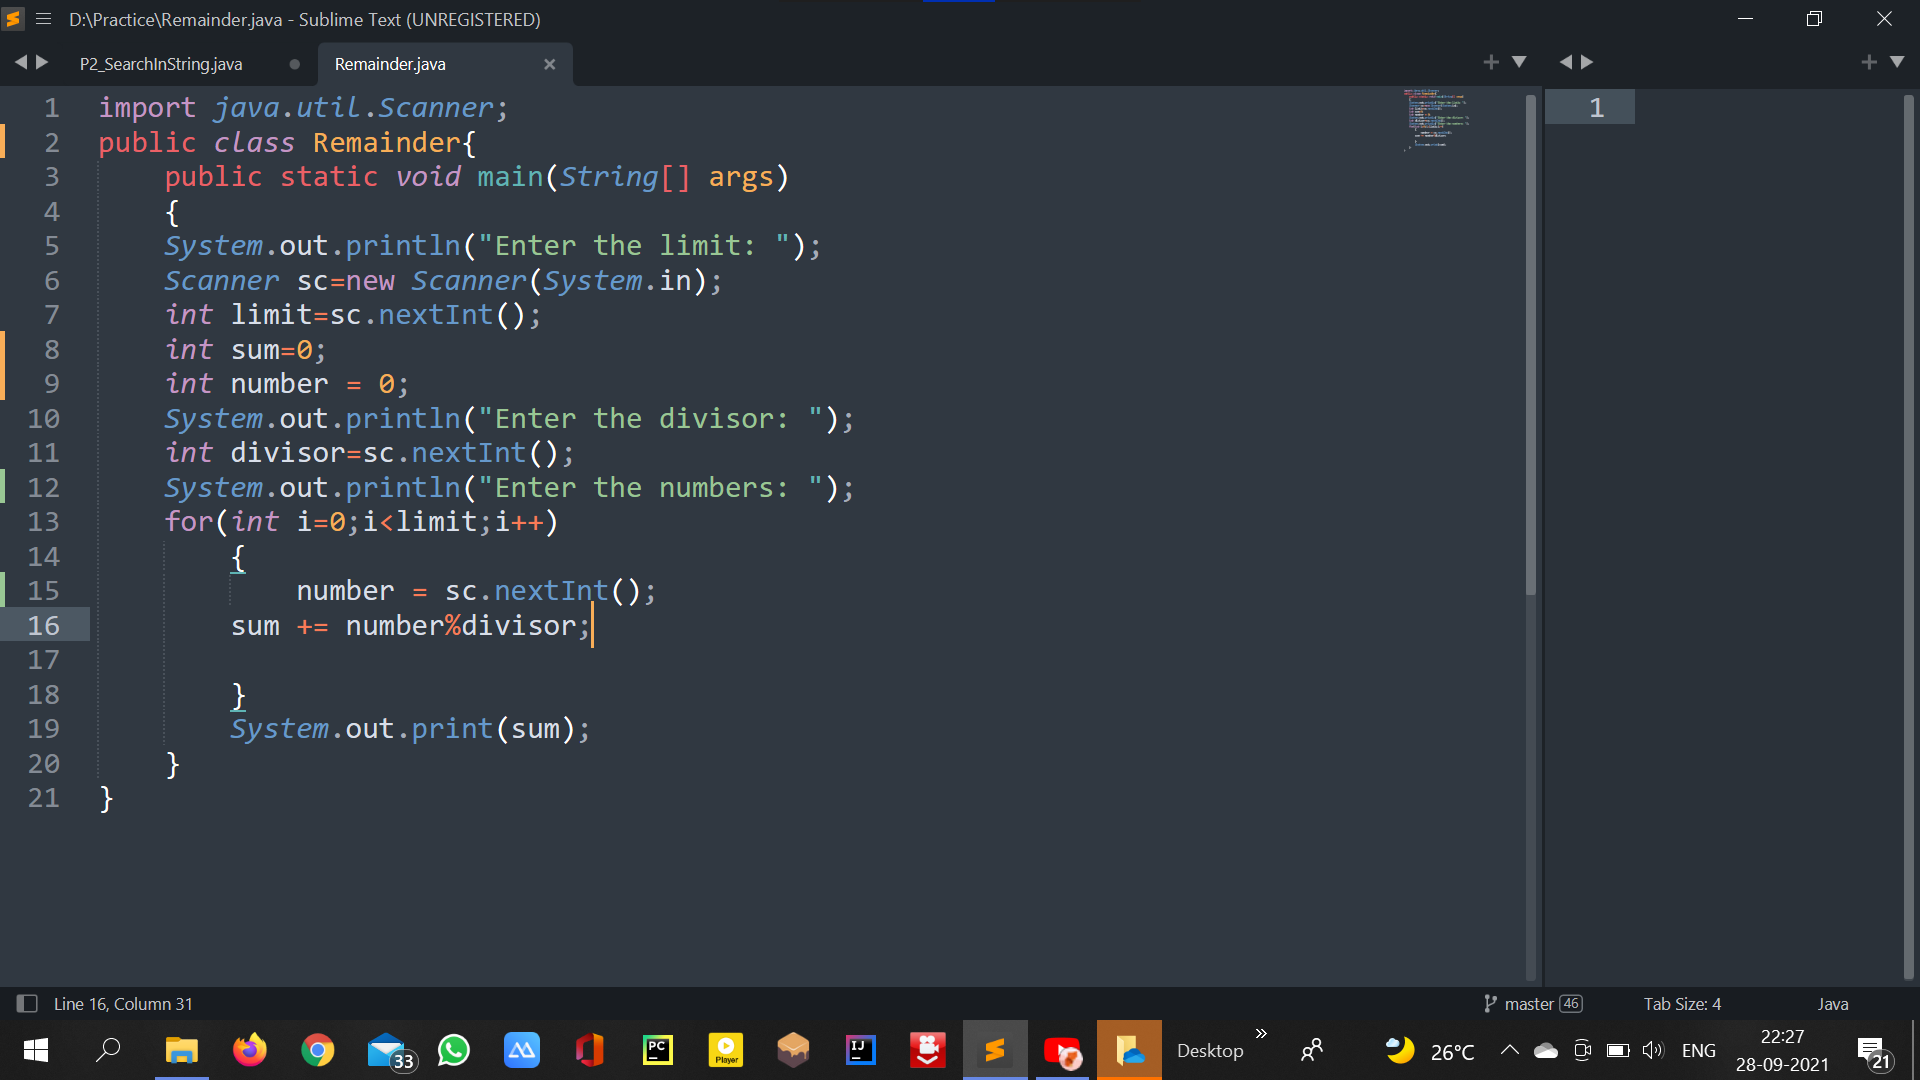 D:\Practice\Remainder.java - Sublime Text (UNREGISTERED)
P2_SearchInString.java
Remainder.java
1 import java.util.Scanner;
2 public class Remainder{
3 public static void main(String[] args)
4 {
5 System.out.println("Enter the limit: ");
6 Scanner sc=new Scanner(System.in);
7 int limit=sc.nextInt();
8 int sum=0;
9 int number = 0;
10 System.out.println("Enter the divisor: ");
11 int divisor=sc.nextInt();
12 System.out.println("Enter the numbers: ");
13 for(int i=0;i<limit;i++)
14 {
15 number = sc.nextInt();
16 sum += number%divisor;
17
18 }
19 System.out.print(sum);
20 }
21 }
1
Line 16, Column 31
master 46
Tab Size: 4
Java
33
PC
Player
IJ
Desktop
26°C
ENG
22:27
28-09-2021
21